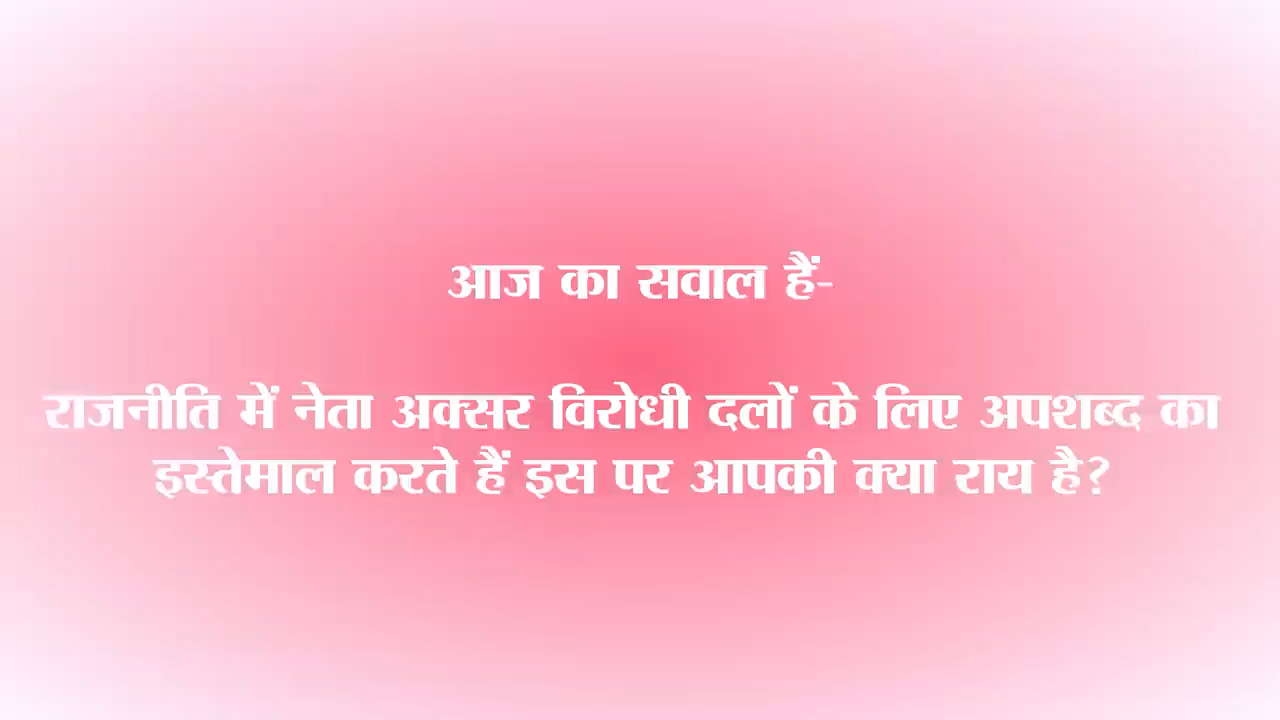 आज का सवाल हैं-
राजनीति में नेता अक्सर विरोधी दलों के लिए अपशब्द का
इस्तेमाल करते हैं इस पर आपकी क्या राय है?